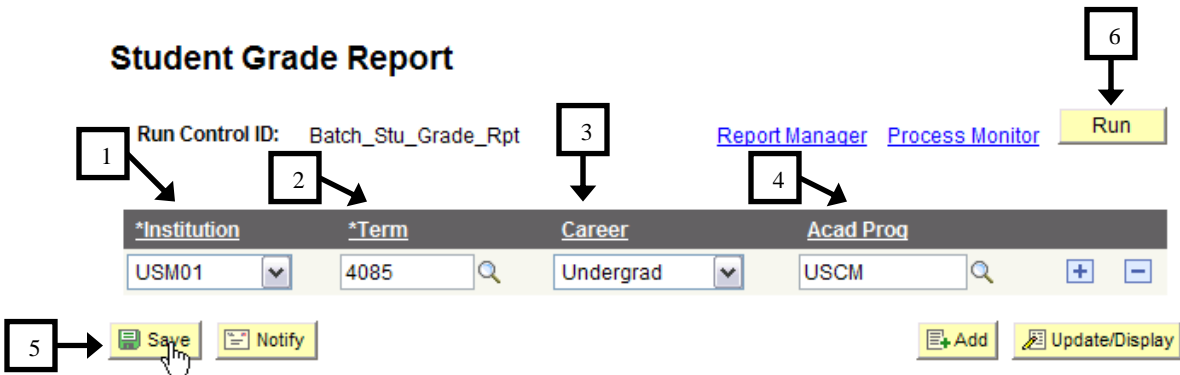 6
Student Grade Report
1 Run Control ID: Batch_Stu_Grade_Rpt 3 Report Manager Process Monitor Run
2 4
*Institution *Term Career Acad Prog
USM01 4085 Undergrad USCM
5 Save Notify Add Update/Display